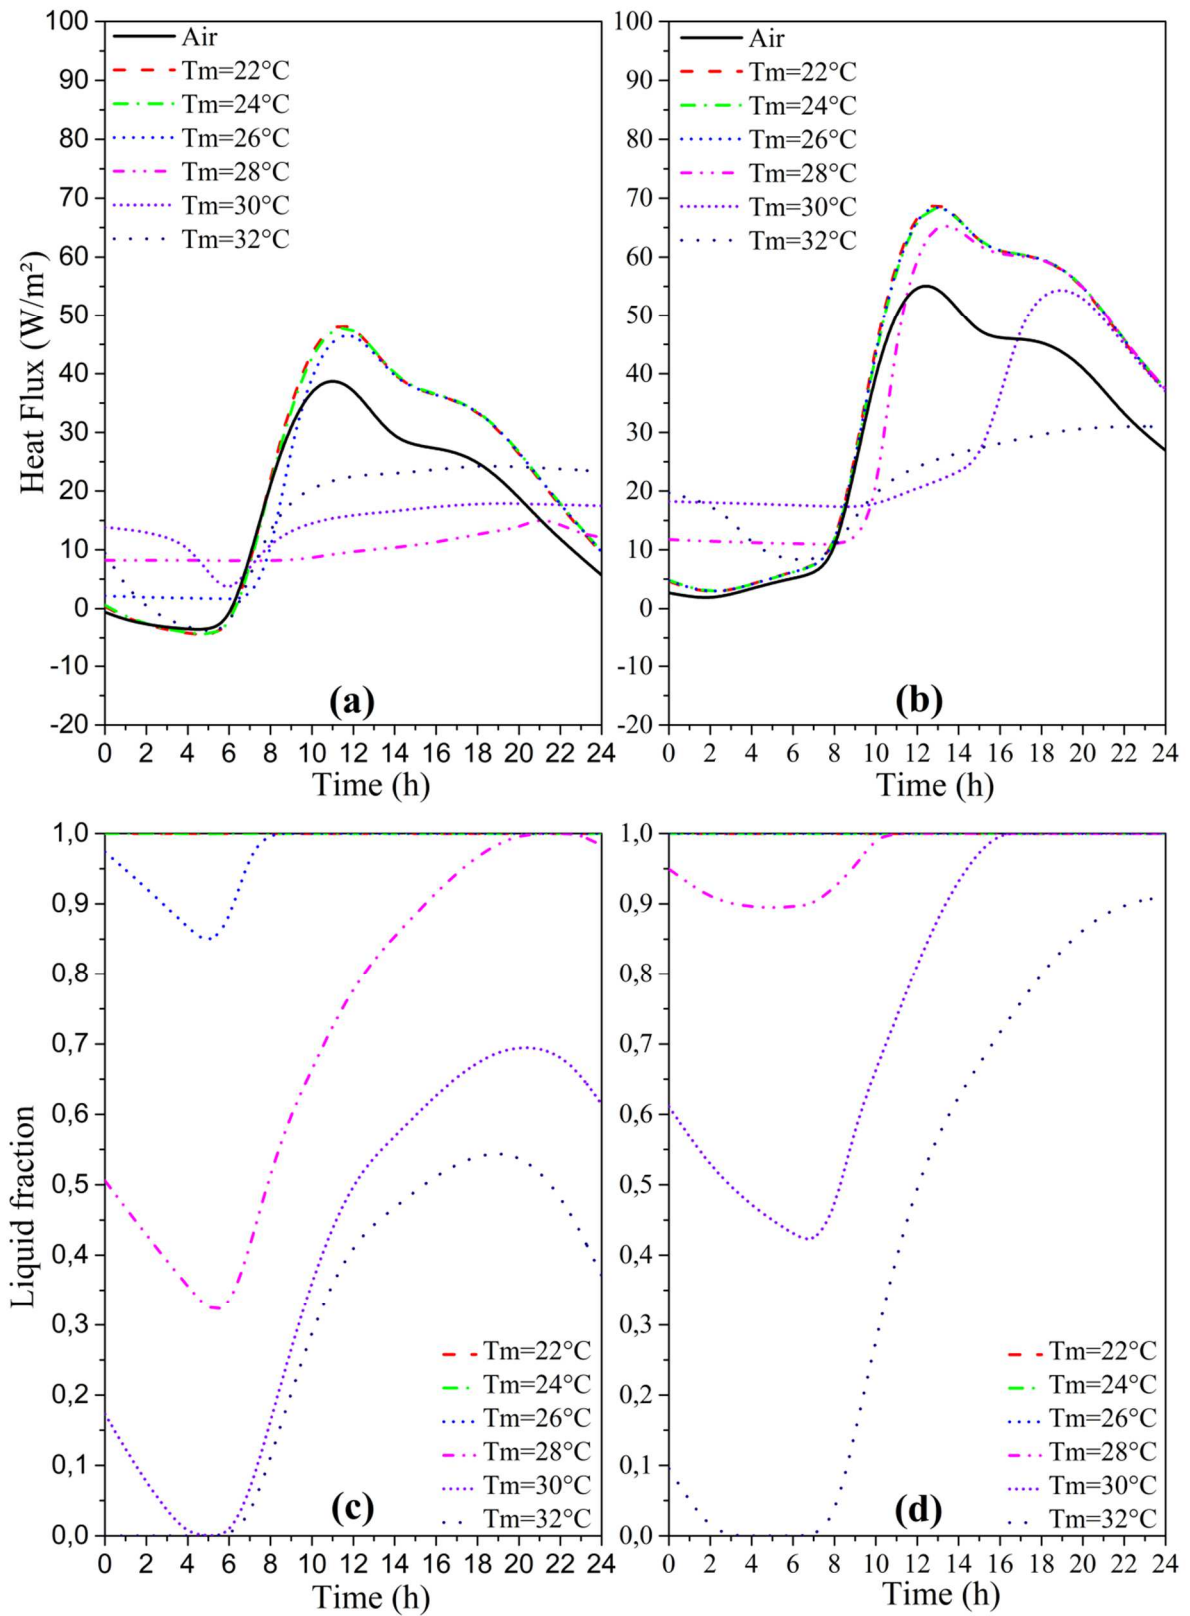 Heat Flux (W/m²)
100
90
80
70
60
50
40
30
20
10
0
-10
-20
Air
Tm=22°C
Tm=24°C
Tm=26°C
Tm=28°C
Tm=30°C
Tm=32°C
(a)
0 2 4 6 8 10 12 14 16 18 20 22 24
Time (h)
100
90
80
70
60
50
40
30
20
10
0
-10
-20
Air
Tm=22°C
Tm=24°C
Tm=26°C
Tm=28°C
Tm=30°C
Tm=32°C
(b)
0 2 4 6 8 10 12 14 16 18 20 22 24
Time (h)
Liquid fraction
1,0
0,9
0,8
0,7
0,6
0,5
0,4
0,3
0,2
0,1
0,0
Tm=22°C
Tm=24°C
Tm=26°C
Tm=28°C
Tm=30°C
Tm=32°C
(c)
0 2 4 6 8 10 12 14 16 18 20 22 24
Time (h)
1,0
0,9
0,8
0,7
0,6
0,5
0,4
0,3
0,2
0,1
0,0
Tm=22°C
Tm=24°C
Tm=26°C
Tm=28°C
Tm=30°C
Tm=32°C
(d)
0 2 4 6 8 10 12 14 16 18 20 22 24
Time (h)